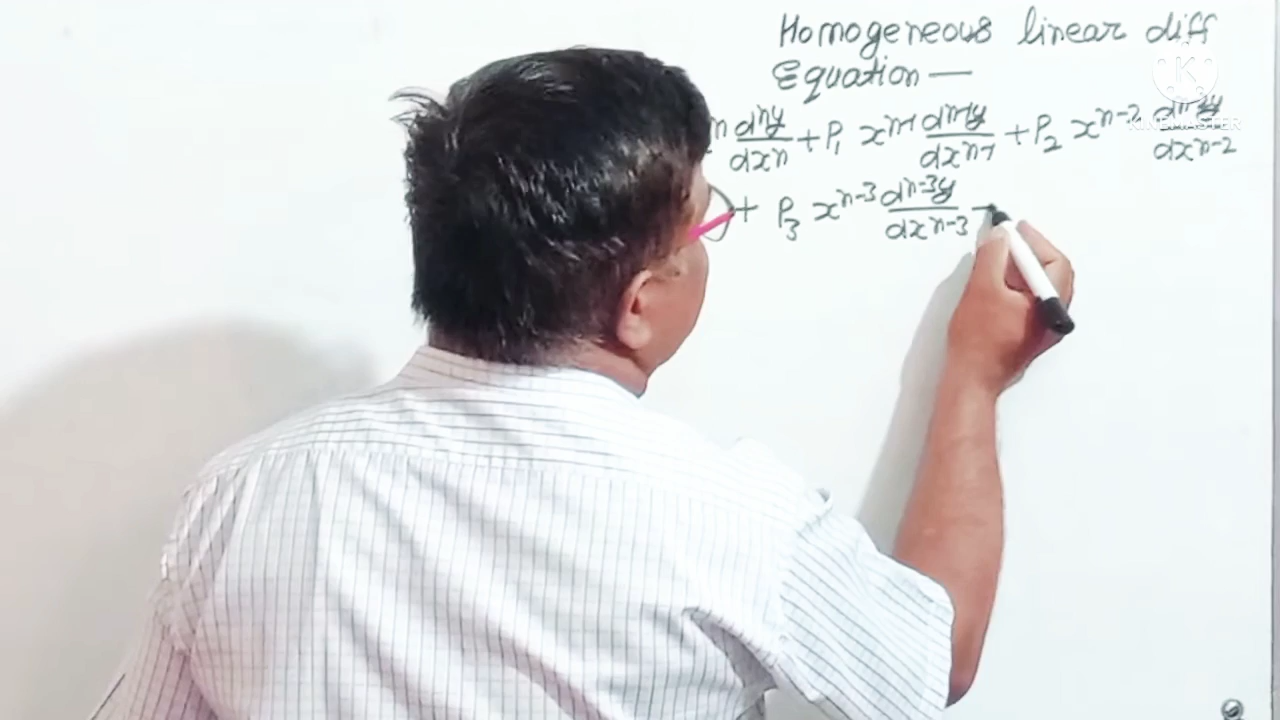 Homogeneous linear diff
Equation —
n dⁿy/dxⁿ + P₁ xⁿ⁻¹ dⁿ⁻¹y/dxⁿ⁻¹ + P₂ xⁿ⁻² dⁿ⁻²y/dxⁿ⁻²
+ P₃ xⁿ⁻³ dⁿ⁻³y/dxⁿ⁻³
K
KINEMASTER